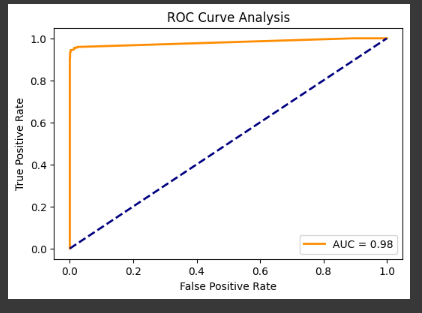 ROC Curve Analysis
True Positive Rate
1.0
0.8
0.6
0.4
0.2
0.0
AUC = 0.98
0.0 0.2 0.4 0.6 0.8 1.0
False Positive Rate